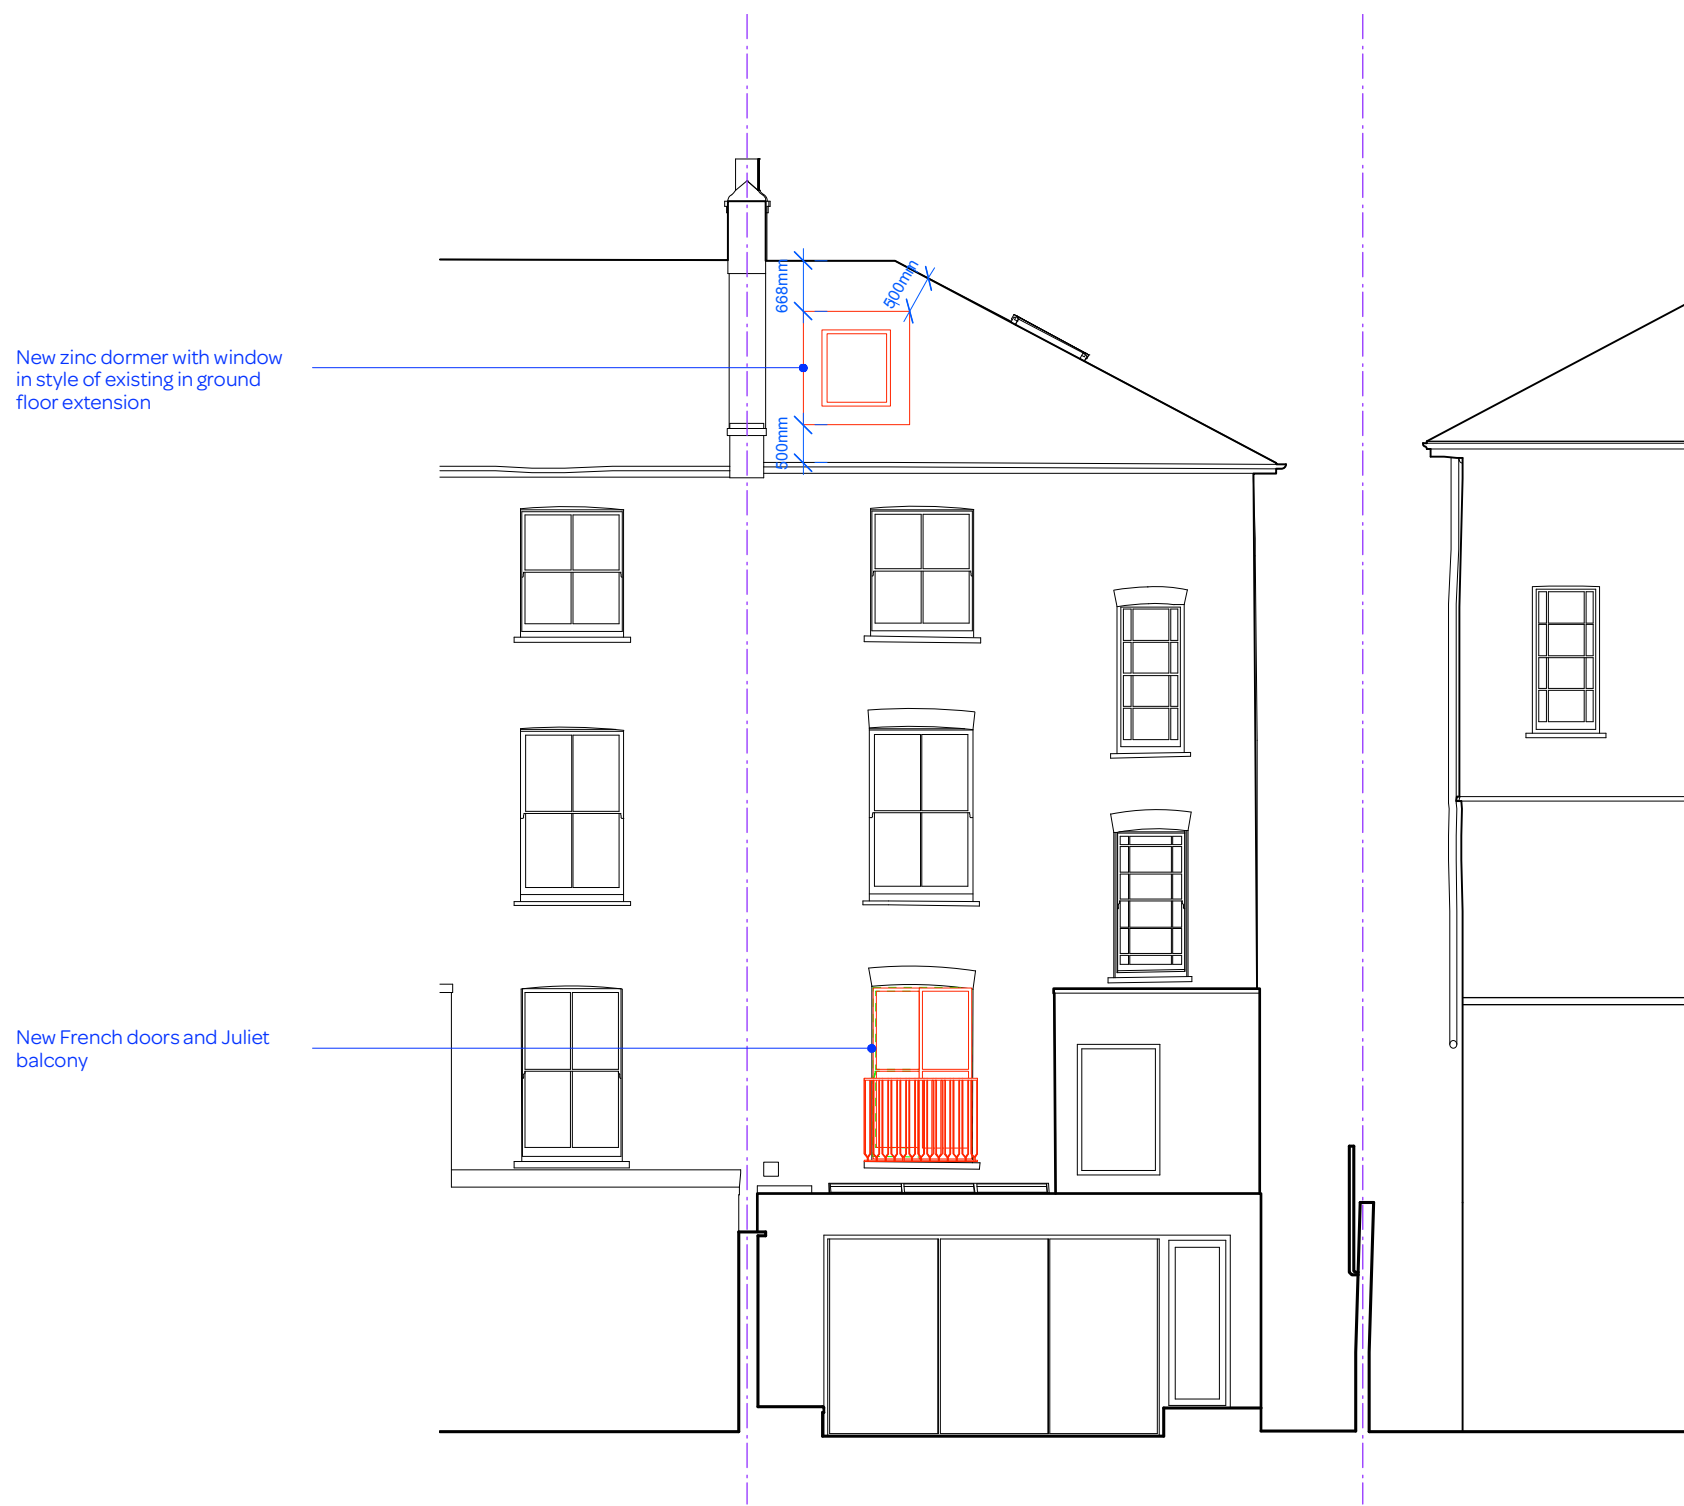 668mm
500mm
New zinc dormer with window
in style of existing in ground
floor extension
500mm
New French doors and Juliet
balcony